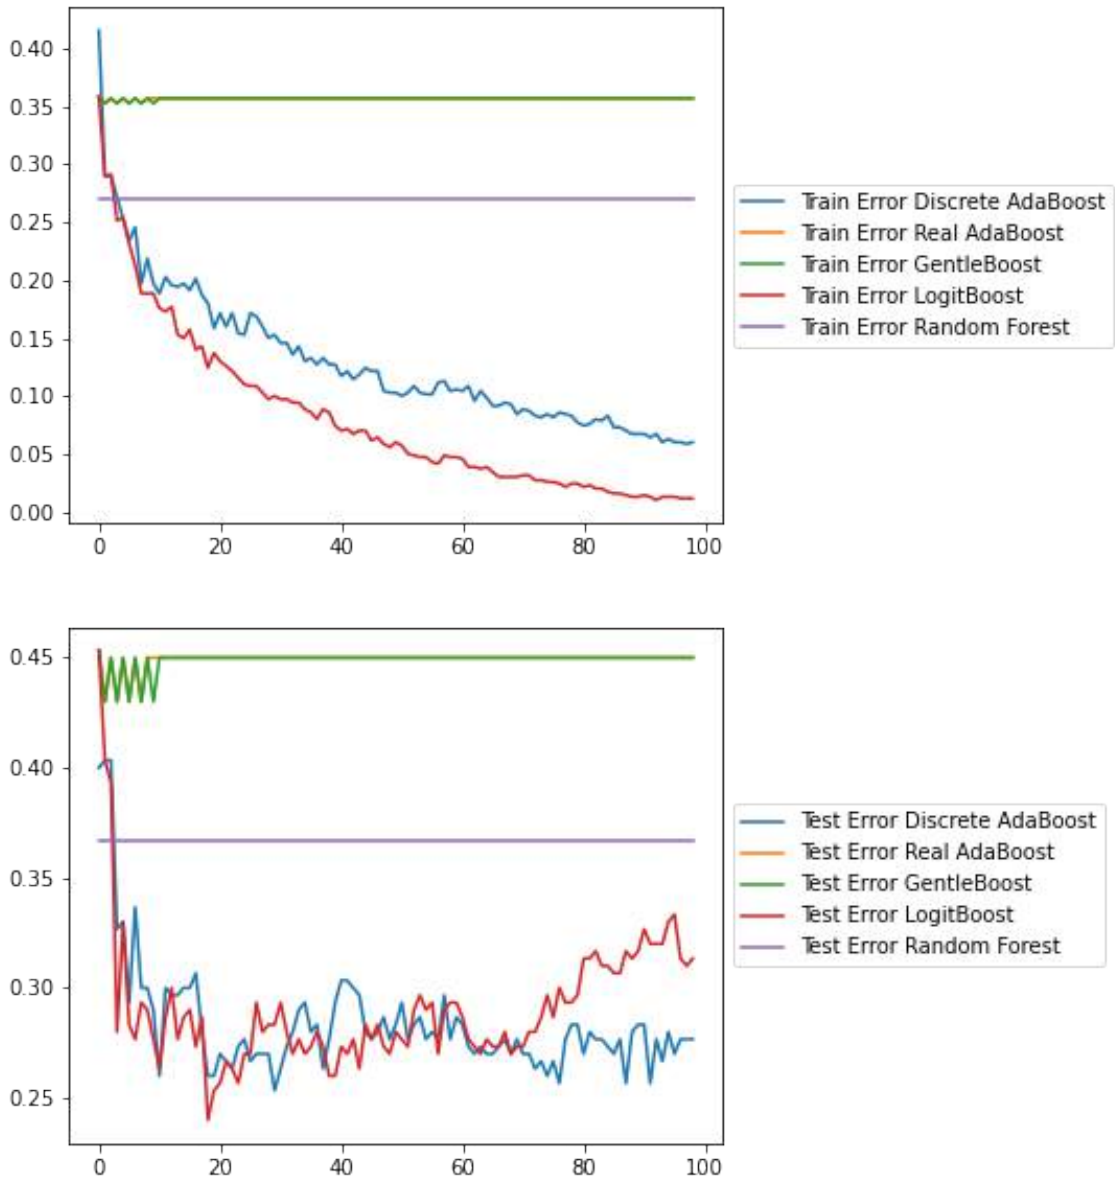 0.40
0.35
0.30
0.25
0.20
0.15
0.10
0.05
0.00
0 20 40 60 80 100
Train Error Discrete AdaBoost
Train Error Real AdaBoost
Train Error GentleBoost
Train Error LogitBoost
Train Error Random Forest
0.45
0.40
0.35
0.30
0.25
0 20 40 60 80 100
Test Error Discrete AdaBoost
Test Error Real AdaBoost
Test Error GentleBoost
Test Error LogitBoost
Test Error Random Forest